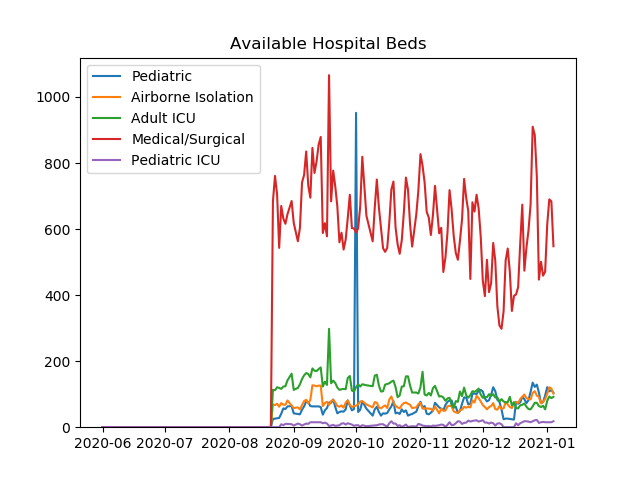 Available Hospital Beds
Pediatric
Airborne Isolation
Adult ICU
Medical/Surgical
Pediatric ICU
1000
800
600
400
200
0
2020-06 2020-07 2020-08 2020-09 2020-10 2020-11 2020-12 2021-01